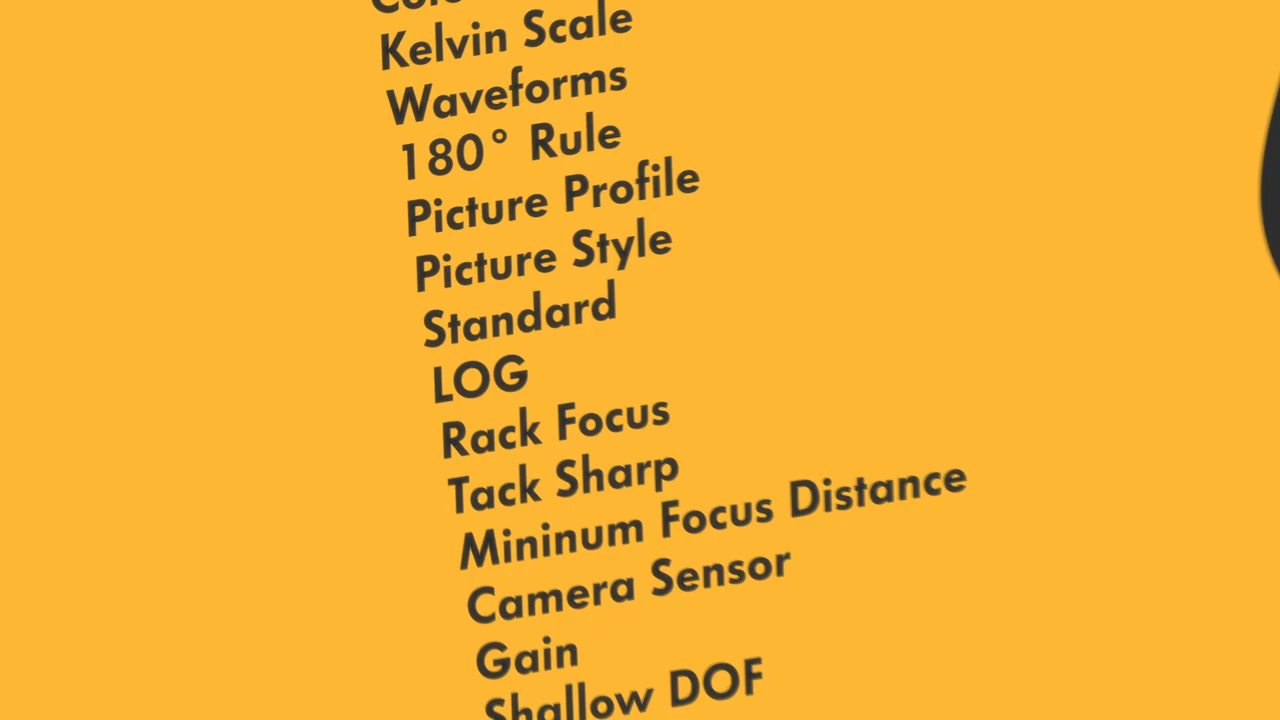 Kelvin Scale
Waveforms
180° Rule
Picture Profile
Picture Style
Standard
LOG
Rack Focus
Tack Sharp
Mininum Focus Distance
Camera Sensor
Gain
Shallow DOF